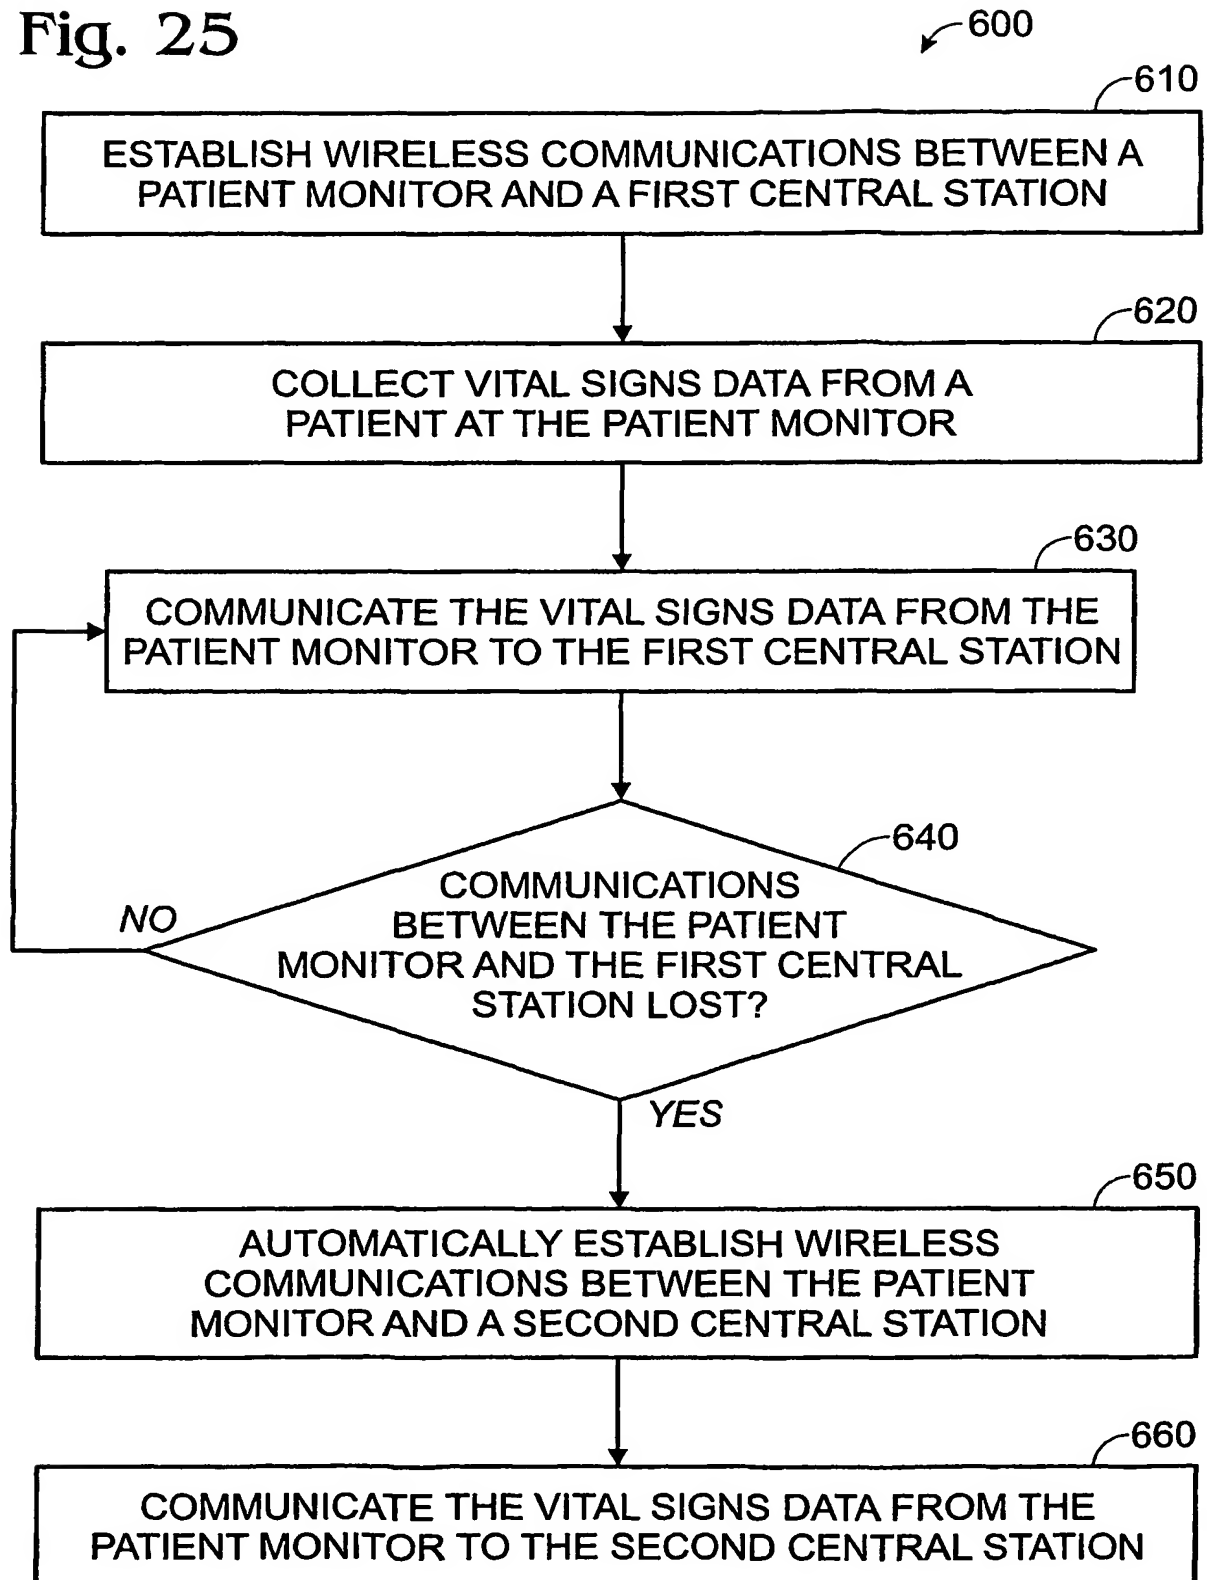 Fig. 25
600
610
ESTABLISH WIRELESS COMMUNICATIONS BETWEEN A
PATIENT MONITOR AND A FIRST CENTRAL STATION
620
COLLECT VITAL SIGNS DATA FROM A
PATIENT AT THE PATIENT MONITOR
630
COMMUNICATE THE VITAL SIGNS DATA FROM THE
PATIENT MONITOR TO THE FIRST CENTRAL STATION
640
COMMUNICATIONS
BETWEEN THE PATIENT
MONITOR AND THE FIRST CENTRAL
STATION LOST?
NO
YES
650
AUTOMATICALLY ESTABLISH WIRELESS
COMMUNICATIONS BETWEEN THE PATIENT
MONITOR AND A SECOND CENTRAL STATION
660
COMMUNICATE THE VITAL SIGNS DATA FROM THE
PATIENT MONITOR TO THE SECOND CENTRAL STATION